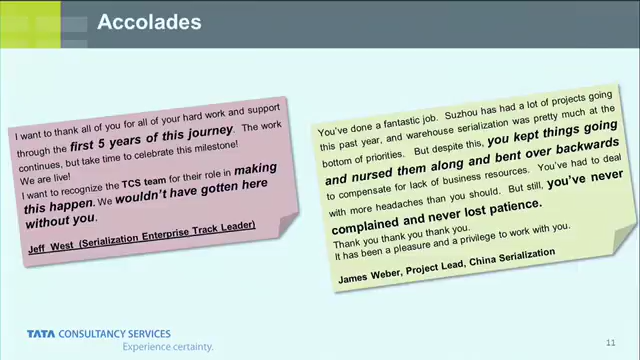 Accolades
I want to thank all of you for all of your hard work and support
through the first 5 years of this journey. The work
continues, but take time to celebrate this milestone!
We are live!
I want to recognize the TCS team for their role in making
this happen. We wouldn't have gotten here
without you.
Jeff West (Serialization Enterprise Track Leader)
You've done a fantastic job. Suzhou has had a lot of projects going
this past year, and warehouse serialization was pretty much at the
bottom of priorities. But despite this, you kept things going
and nursed them along and bent over backwards
to compensate for lack of business resources. You've had to deal
with more headaches than you should. But still, you've never
complained and never lost patience.
Thank you thank you thank you.
It has been a pleasure and a privilege to work with you.
James Weber, Project Lead, China Serialization
TATA CONSULTANCY SERVICES
Experience certainty.
11